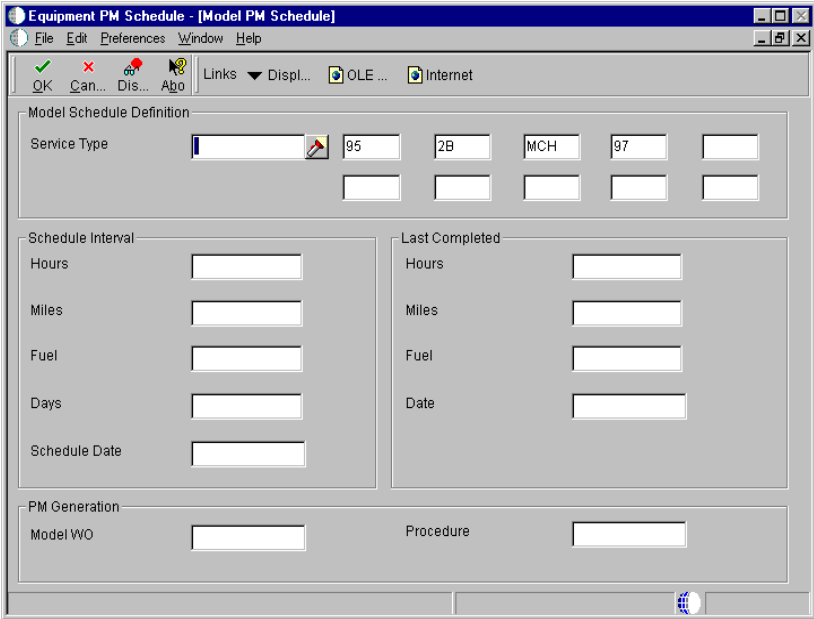 Equipment PM Schedule - [Model PM Schedule]
File Edit Preferences Window Help
OK Can... Dis... Abo Links Displ... OLE ... Internet
Model Schedule Definition
Service Type 95 2B MCH 97
Schedule Interval Last Completed
Hours Hours
Miles Miles
Fuel Fuel
Days Date
Schedule Date
PM Generation
Model WO Procedure